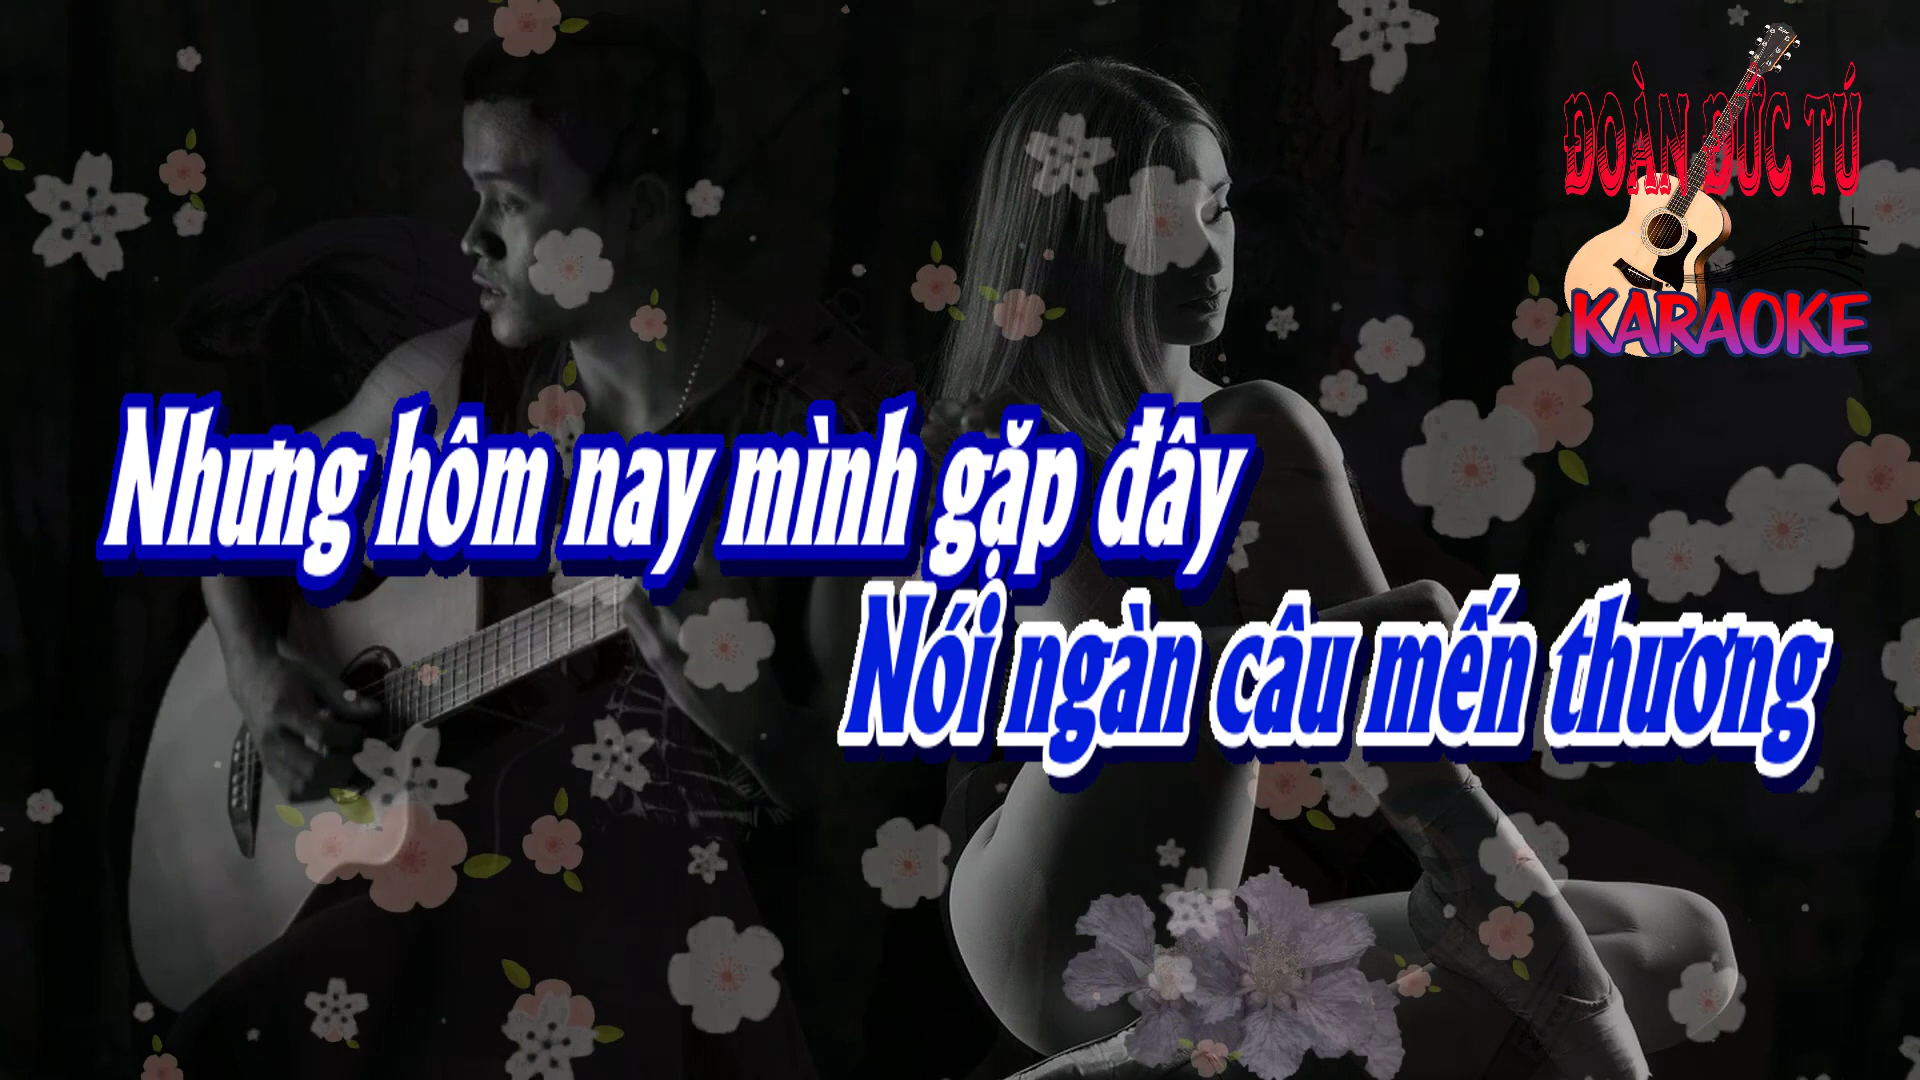 ĐOÀN ĐỨC TÚ
KARAOKE
Nhưng hôm nay mình gặp đây
Nói ngàn câu mến thương